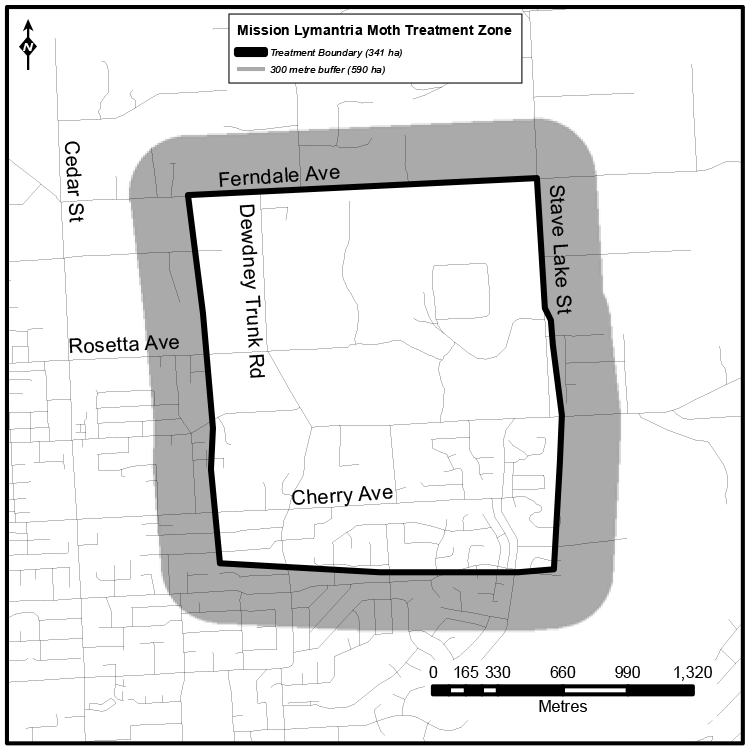 Mission Lymantria Moth Treatment Zone
Treatment Boundary (341 ha)
300 metre buffer (590 ha)
N
Cedar St
Ferndale Ave
Stave Lake St
Dewdney Trunk Rd
Rosetta Ave
Cherry Ave
0 165 330 660 990 1,320
Metres